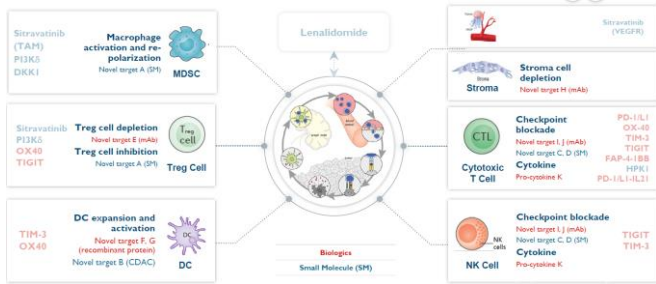 Sitravatinib
(TAM)
PI3Kδ
DKK1
Macrophage
activation and re-
polarization
Novel target A (SM)
MDSC
Lenalidomide
Sitravatinib
(VEGFR)
Stroma cell
depletion
Novel target H (mAb)
Stroma
Sitravatinib
PI3Kδ
OX40
TIGIT
Treg cell depletion
Novel target E (mAb)
Treg cell inhibition
Novel target A (SM)
Treg
cell
Treg Cell
CTL
Cytotoxic
T Cell
Checkpoint
blockade
Novel target I, J (mAb)
Novel target C, D (SM)
Cytokine
Pro-cytokine K
PD-1/L1
OX-40
TIM-3
TIGIT
FAP-4-1BB
HPK1
PD-1/L1-IL21
TIM-3
OX40
DC expansion and
activation
Novel target F, G
(recombinant protein)
Novel target B (CDAC)
DC
DC
Biologics
Small Molecule (SM)
NK
cells
NK Cell
Checkpoint blockade
Novel target I, J (mAb)
Novel target C, D (SM)
Cytokine
Pro-cytokine K
TIGIT
TIM-3